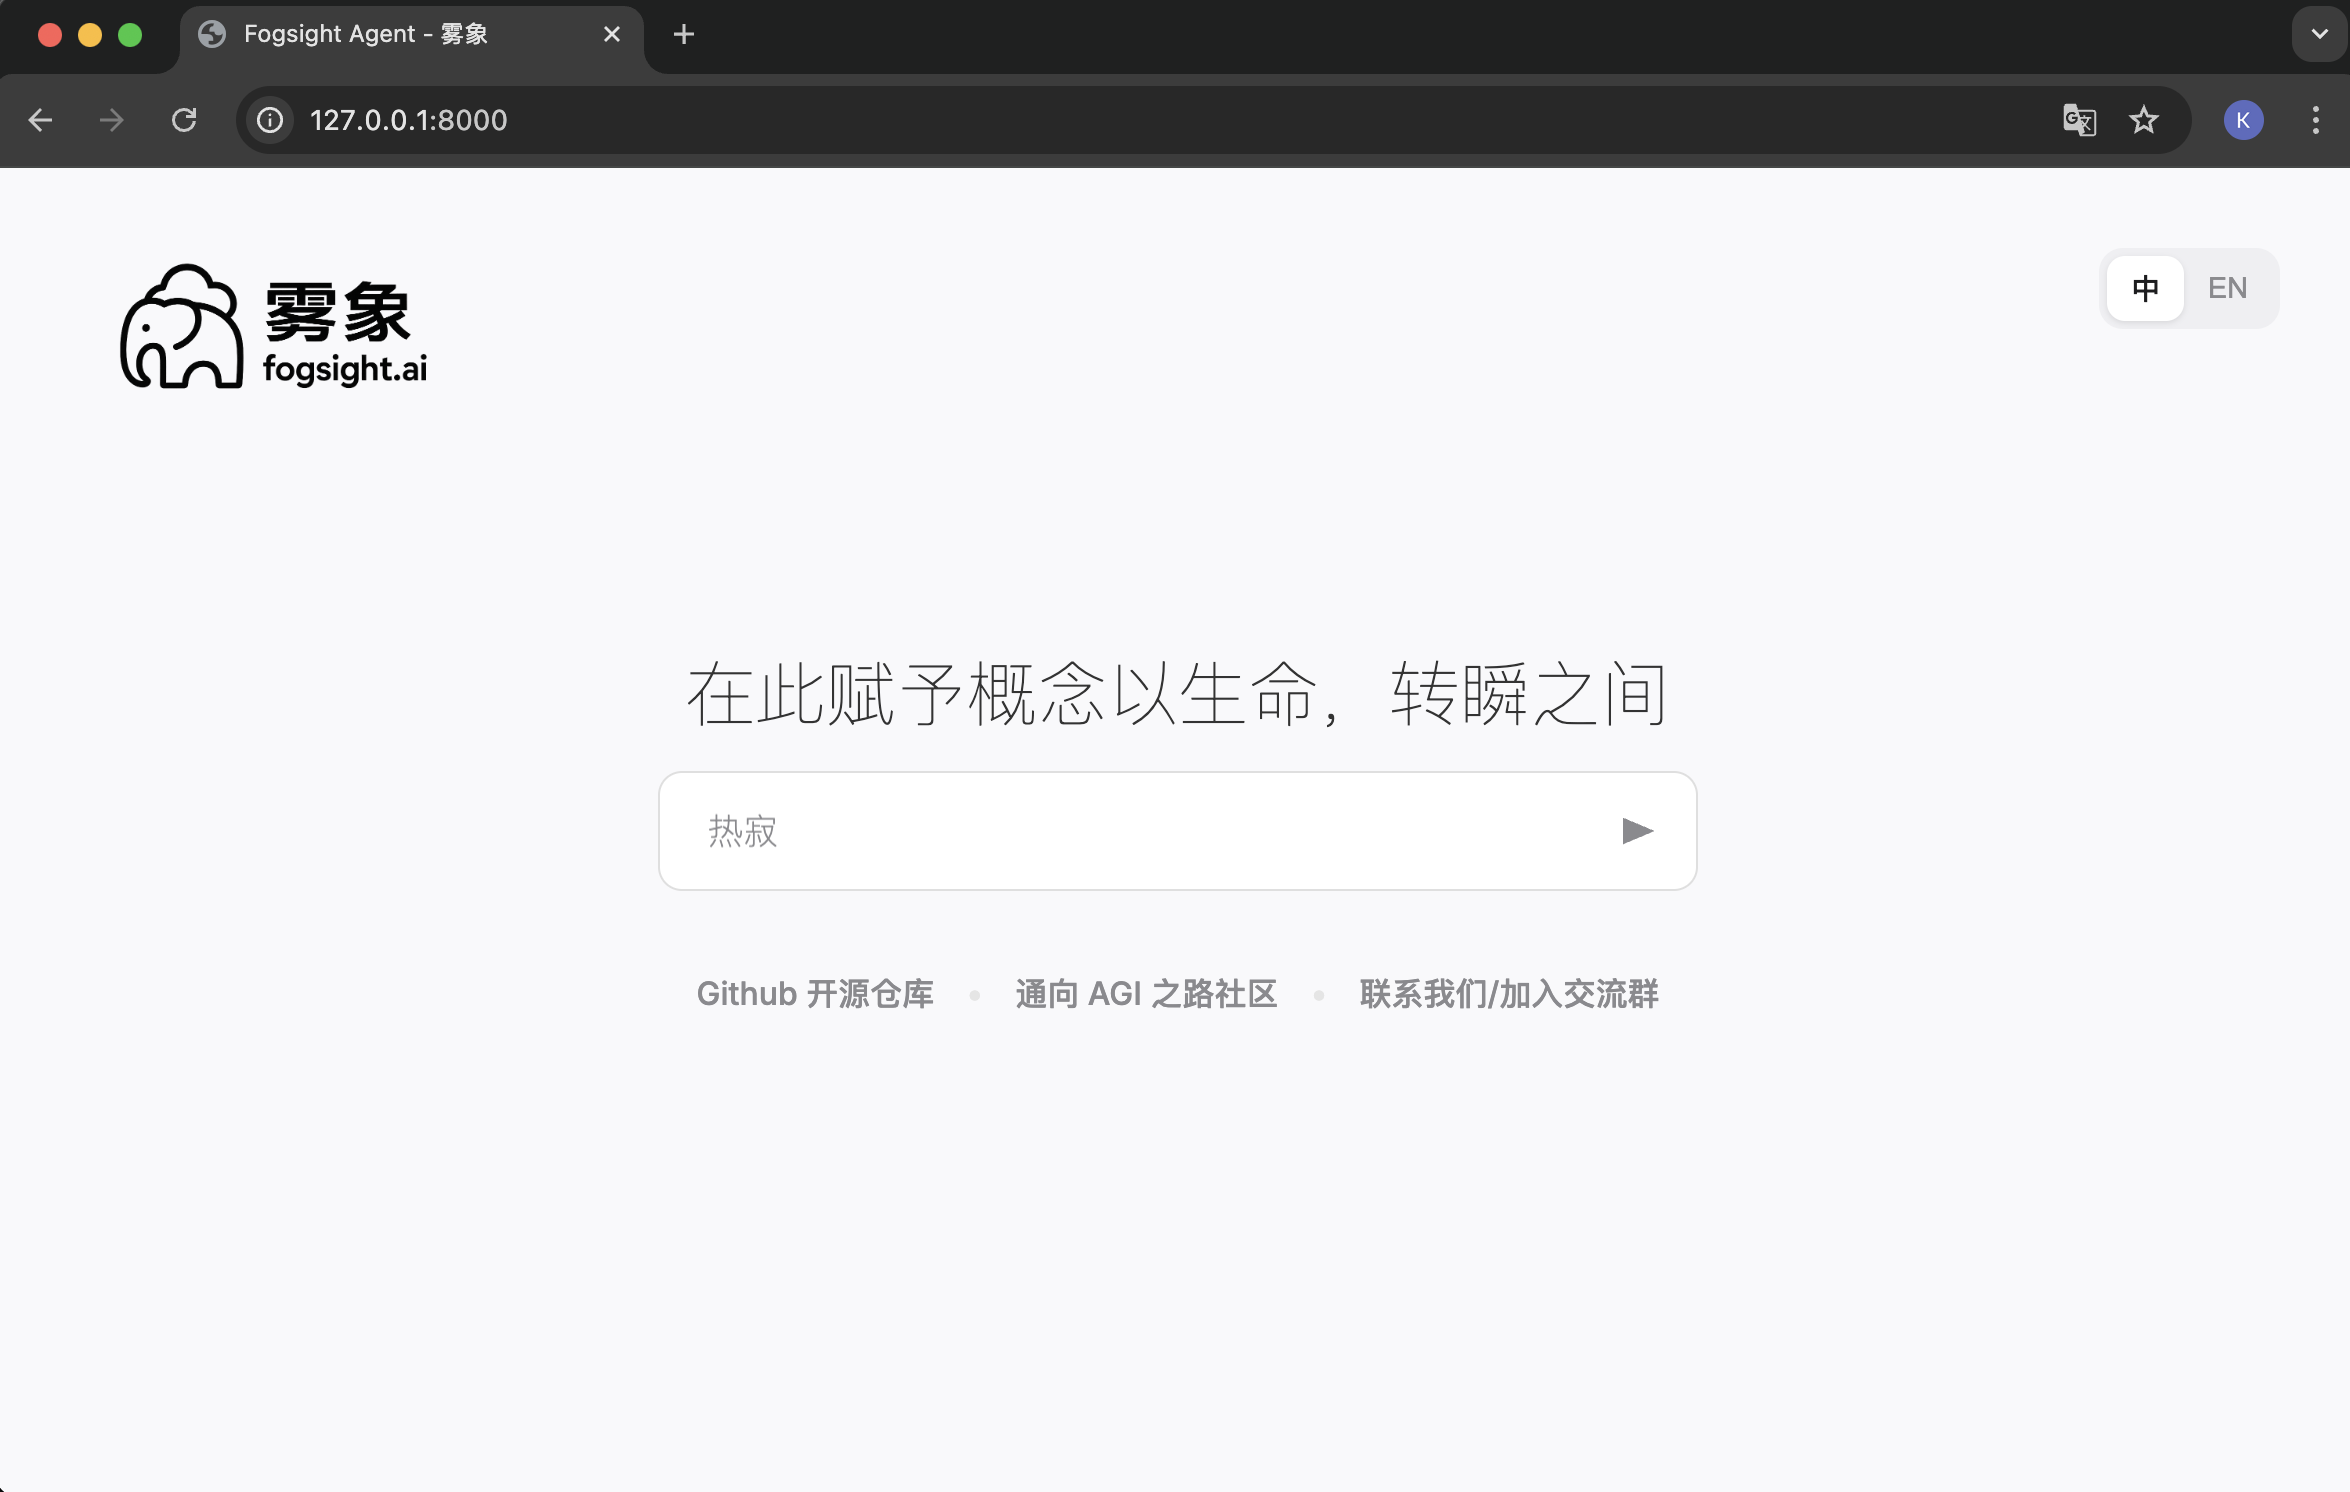 Fogsight Agent - 雾象
127.0.0.1:8000
K
雾象
fogsight.ai
中 EN
在此赋予概念以生命，转瞬之间
热寂
Github 开源仓库 • 通向 AGI 之路社区 • 联系我们/加入交流群